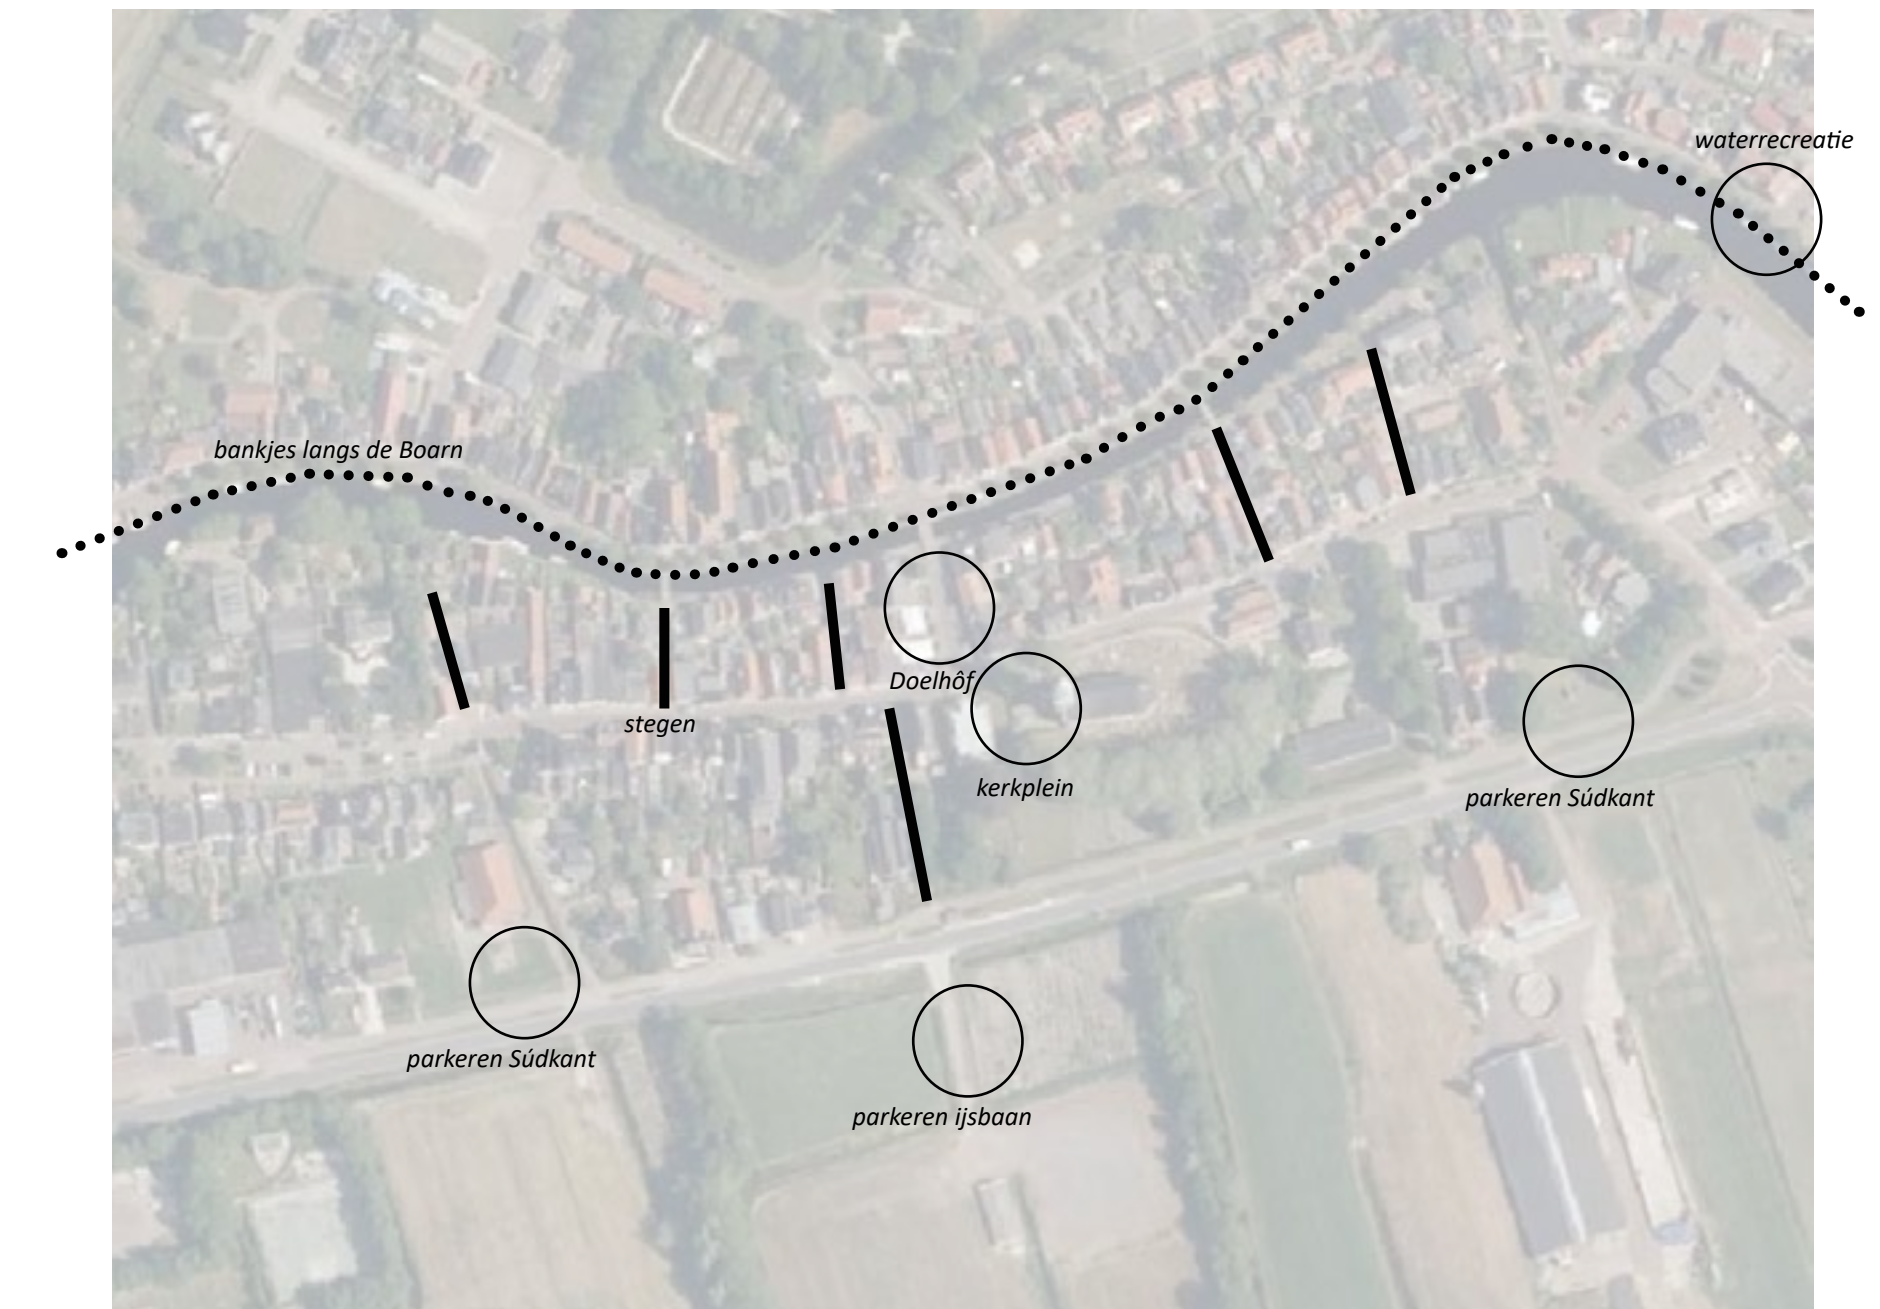 waterrecreatie
bankjes langs de Boarn
Doelhôf
stegen
kerkplein
parkeren Súdkant
parkeren Súdkant
parkeren ijsbaan